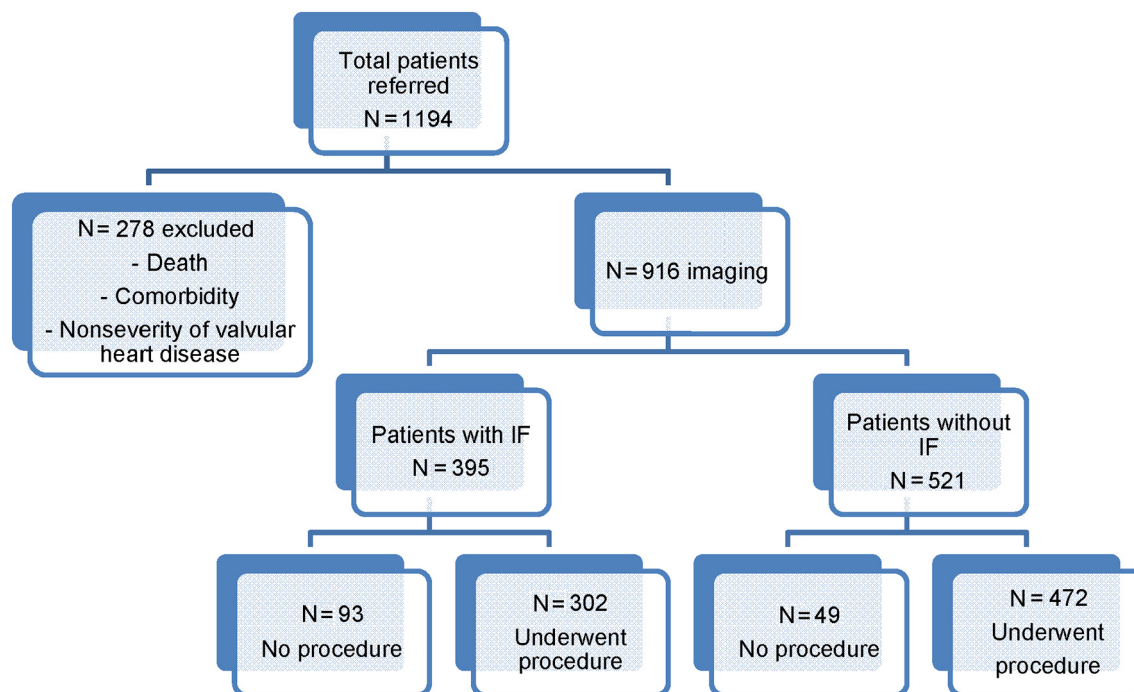 Total patients
referred
N = 1194
N= 278 excluded
- Death
- Comorbidity
- Nonseverity of valvular
heart disease
N= 916 imaging
Patients with IF
N = 395
Patients without
IF
N = 521
N= 93
No procedure
N= 302
Underwent
procedure
N= 49
No procedure
N= 472
Underwent
procedure